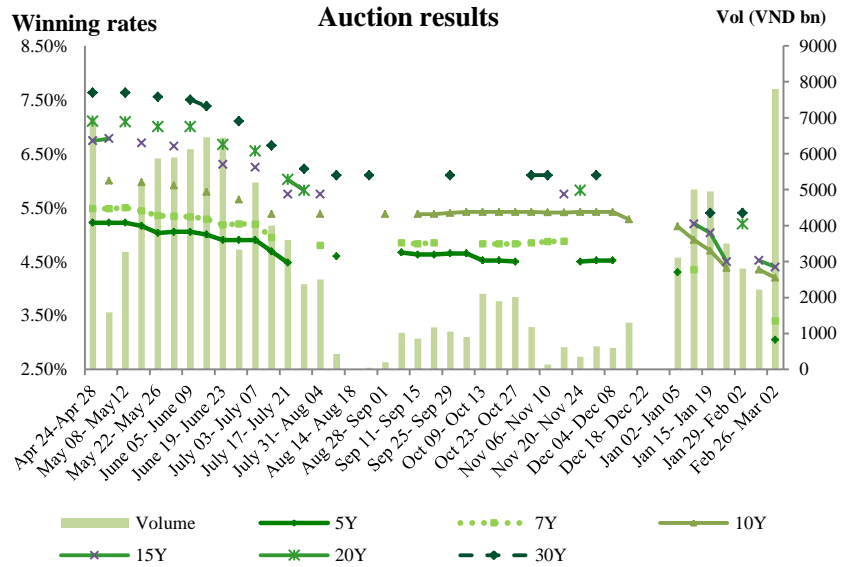 Auction results
Winning rates
Vol (VND bn)
8.50%
7.50%
6.50%
5.50%
4.50%
3.50%
2.50%
9000
8000
7000
6000
5000
4000
3000
2000
1000
0
Apr 24-Apr 28
May 08- May12
May 22- May 26
June 05- June 09
June 19- June 23
July 03- July 07
July 17- July 21
July 31- Aug 04
Aug 14- Aug 18
Aug 28- Sep 01
Sep 11- Sep 15
Sep 25- Sep 29
Oct 09- Oct 13
Oct 23- Oct 27
Nov 06- Nov 10
Nov 20- Nov 24
Dec 04- Dec 08
Dec 18- Dec 22
Jan 02- Jan 05
Jan 15- Jan 19
Jan 29- Feb 02
Feb 26- Mar 02
Volume 5Y 7Y 10Y
15Y 20Y 30Y